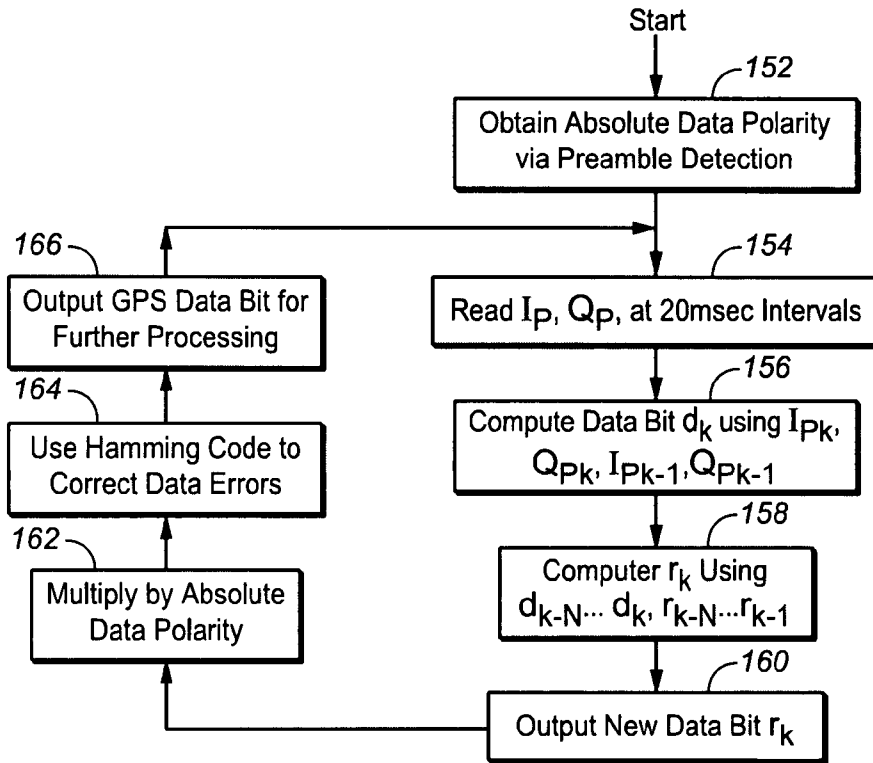 Start
152
Obtain Absolute Data Polarity
via Preamble Detection
154
Read IP, QP, at 20msec Intervals
156
Compute Data Bit dk using IPk,
QPk, IPk-1,QPk-1
158
Computer rk Using
dk-N... dk, rk-N...rk-1
160
Output New Data Bit rk
162
Multiply by Absolute
Data Polarity
164
Use Hamming Code to
Correct Data Errors
166
Output GPS Data Bit for
Further Processing